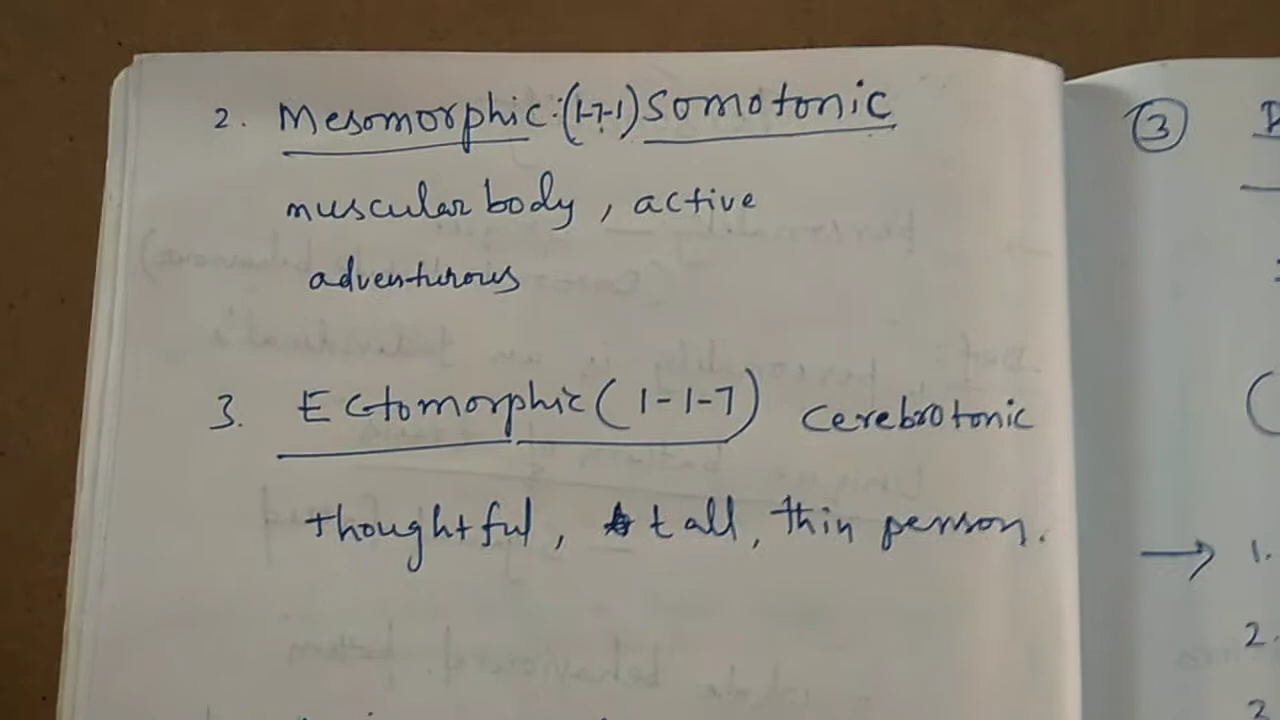 2. Mesomorphic:(1-7-1) Somotonic
muscular body, active
adventurous
3. Ectomorphic (1-1-7) cerebrotonic
thoughtful, tall, thin person.
3
→ 1.
2.